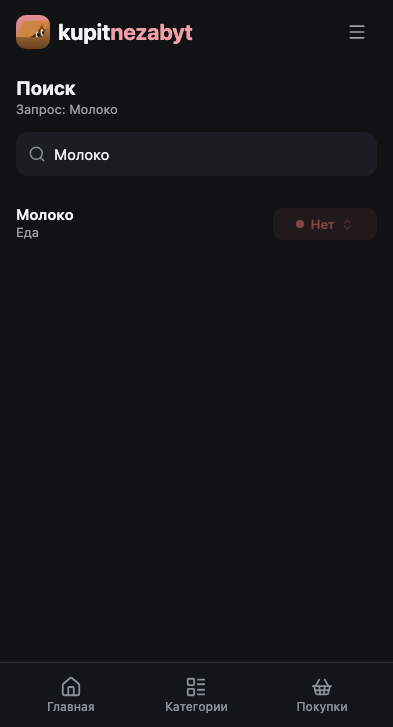 kupitnezabyt
Поиск
Запрос: Молоко
Молоко
Молоко
Нет
Еда
Главная
Категории
Покупки